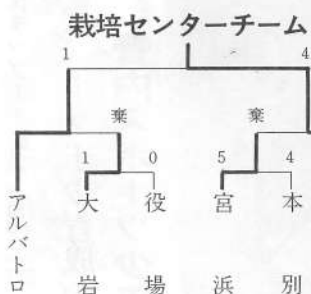 栽培センターチーム
1 4
棄 棄
1 0 5 4
アルバトロ
大岩
役場
宮浜
本別